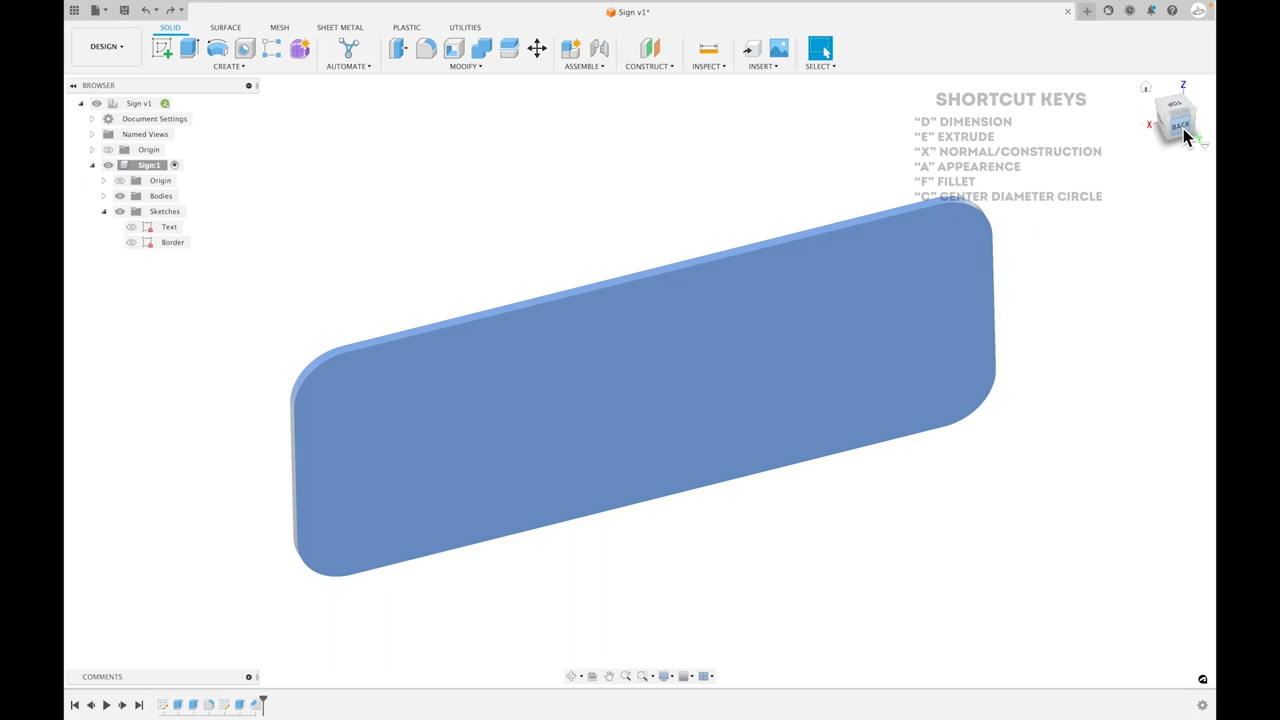 Sign v1*
SOLID SURFACE MESH SHEET METAL PLASTIC UTILITIES
DESIGN
CREATE AUTOMATE MODIFY ASSEMBLE CONSTRUCT INSPECT INSERT SELECT
BROWSER
Sign v1
Document Settings
Named Views
Origin
Sign:1
Origin
Bodies
Sketches
Text
Border
SHORTCUT KEYS
“D” DIMENSION
“E” EXTRUDE
“X” NORMAL/CONSTRUCTION
“A” APPEARENCE
“F” FILLET
“C” CENTER DIAMETER CIRCLE
Z
TOP
X
BACK
COMMENTS